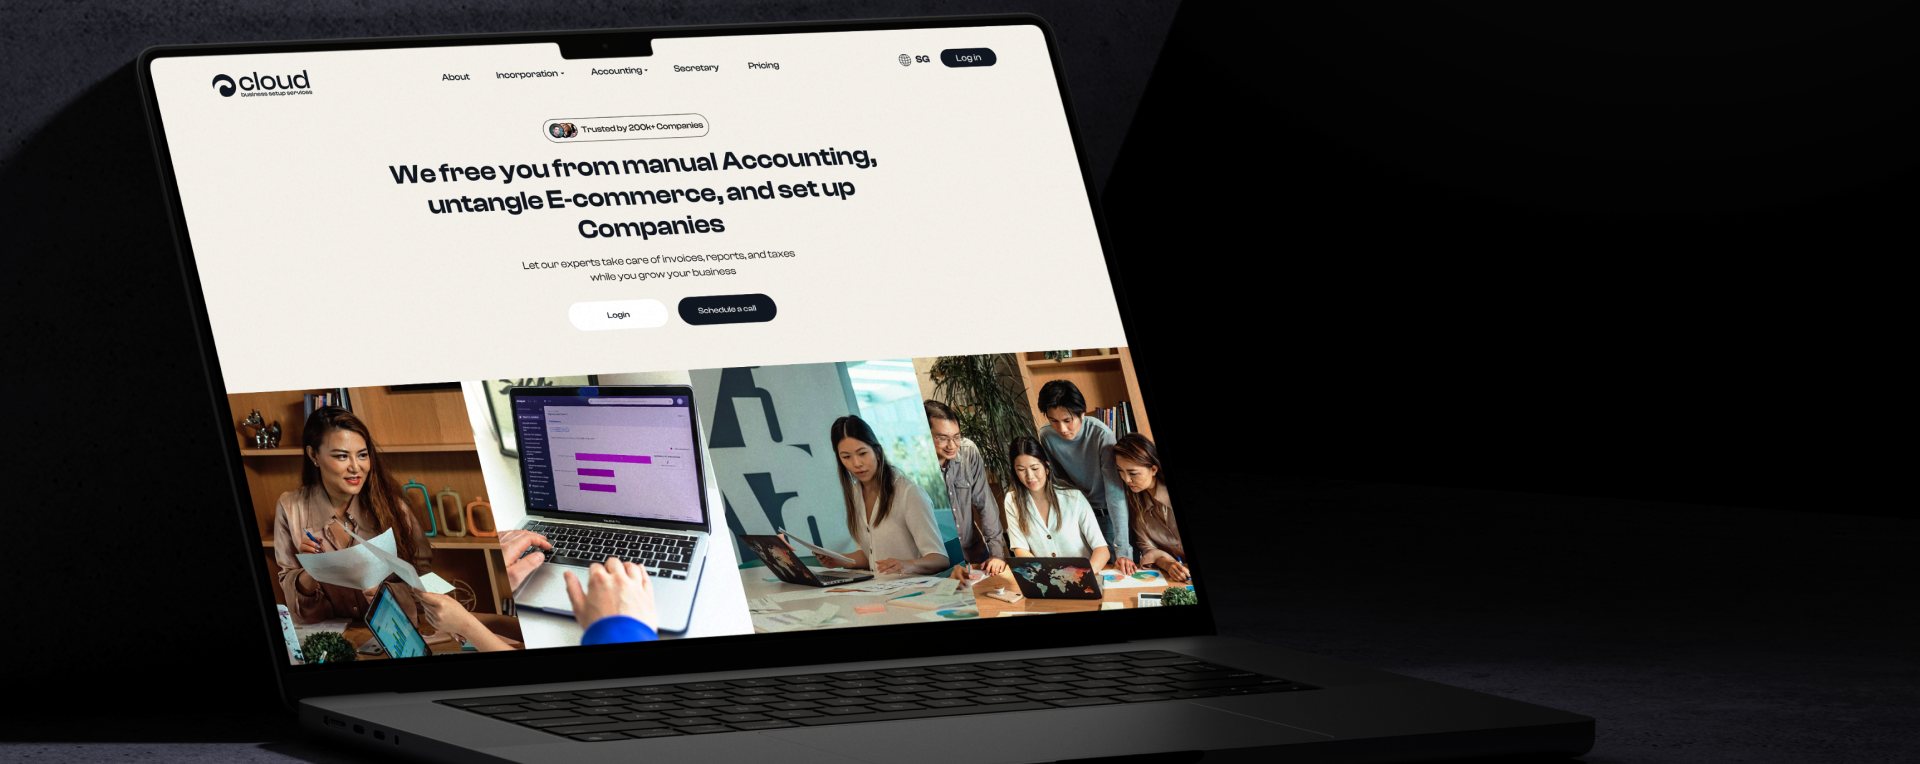 cloud
business setup services
About
Incorporation
Accounting
Secretary
Pricing
SG
Log in
Trusted by 200k+ Companies
We free you from manual Accounting,
untangle E-commerce, and set up
Companies
Let our experts take care of invoices, reports, and taxes
while you grow your business
Login
Schedule a call